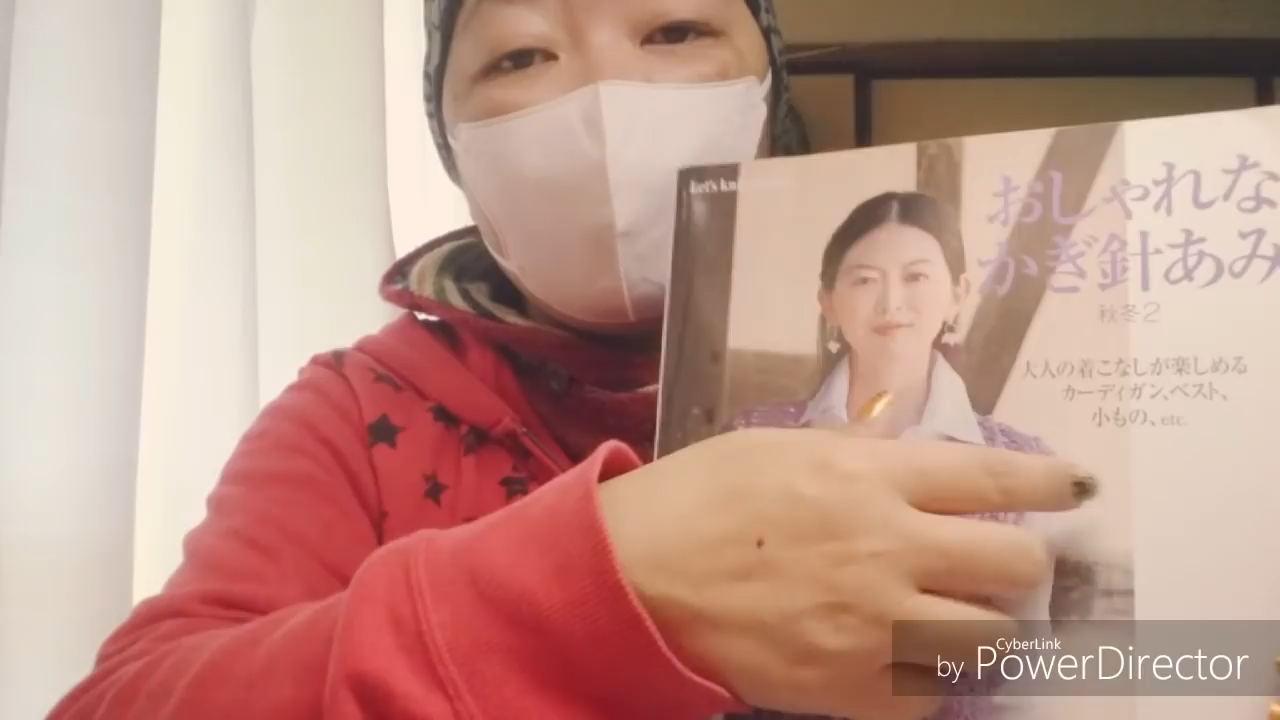 Let's kn
おしゃれな
かぎ針あみ
秋冬2
大人の着こなしが楽しめる
カーディガン、ベスト、
小もの、etc.
CyberLink
by PowerDirector